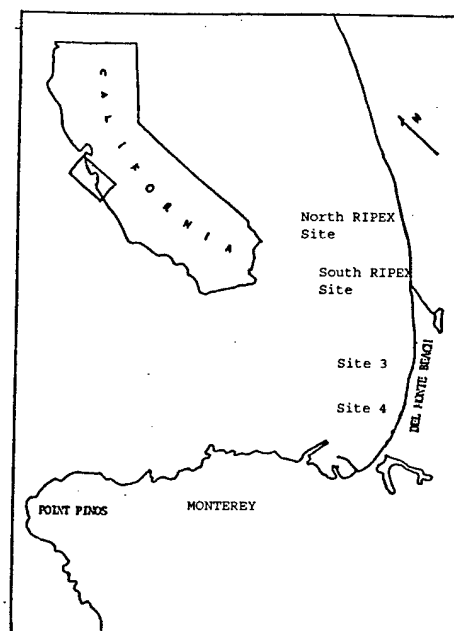 CALIFORNIA
N
North RIPEX
Site
South RIPEX
Site
Site 3
DEL MONTE BEACH
Site 4
POINT PINOS
MONTEREY